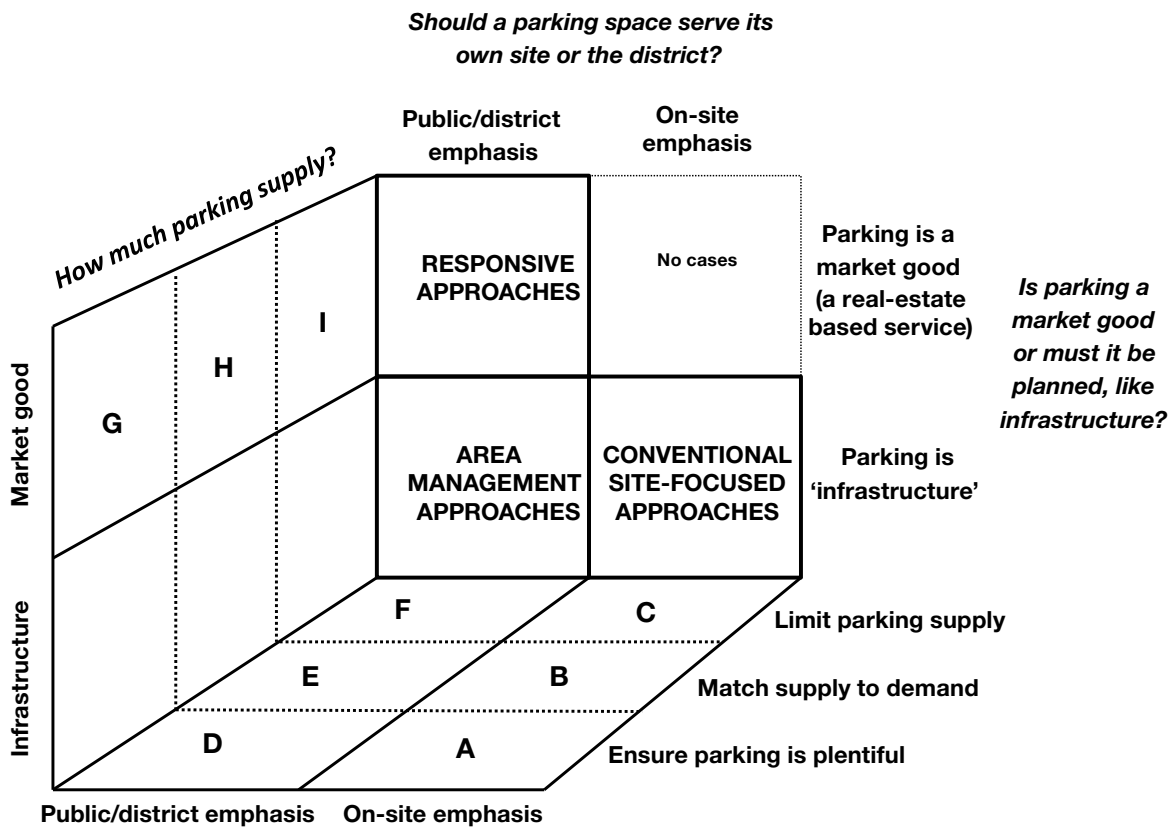 Should a parking space serve its
own site or the district?
Public/district
emphasis
On-site
emphasis
How much parking supply?
RESPONSIVE
APPROACHES
No cases
Parking is a
market good
(a real-estate
based service)
Is parking a
market good
or must it be
planned, like
infrastructure?
I
H
G
Market good
AREA
MANAGEMENT
APPROACHES
CONVENTIONAL
SITE-FOCUSED
APPROACHES
Parking is
‘infrastructure’
Infrastructure
F
C
Limit parking supply
E
B
Match supply to demand
D
A
Ensure parking is plentiful
Public/district emphasis
On-site emphasis